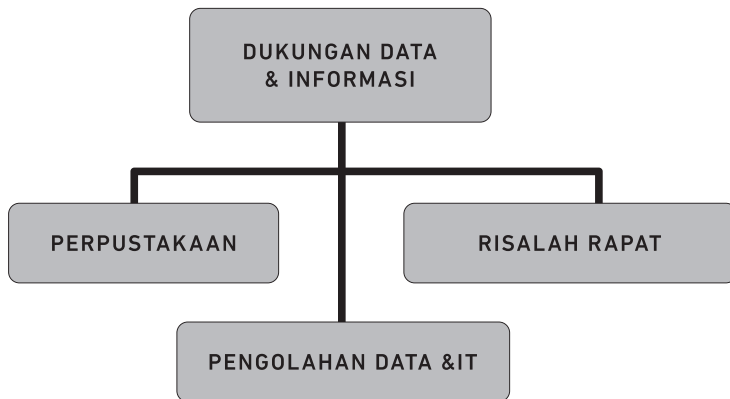 DUKUNGAN DATA
& INFORMASI
PERPUSTAKAAN
RISALAH RAPAT
PENGOLAHAN DATA &IT